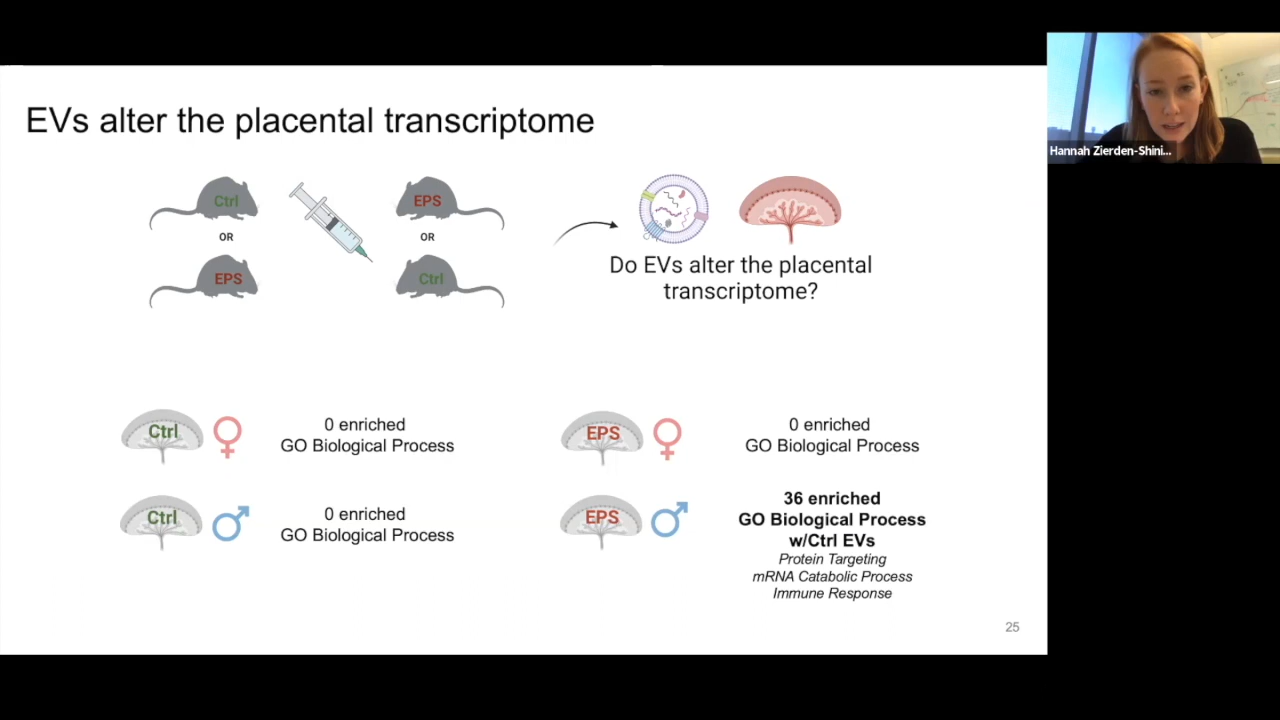 EVs alter the placental transcriptome
Ctrl
EPS
OR
OR
EPS
Ctrl
Do EVs alter the placental
transcriptome?
Ctrl
0 enriched
GO Biological Process
EPS
0 enriched
GO Biological Process
Ctrl
0 enriched
GO Biological Process
EPS
36 enriched
GO Biological Process
w/Ctrl EVs
Protein Targeting
mRNA Catabolic Process
Immune Response
25
Hannah Zierden-Shini...